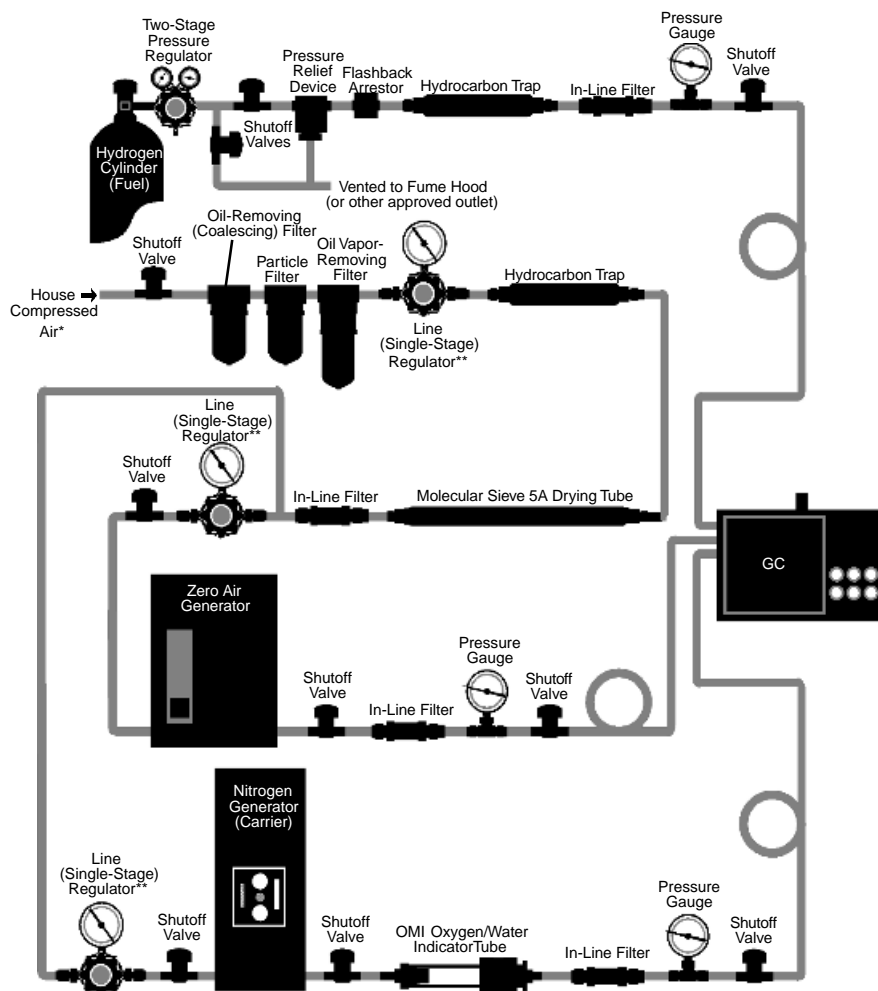 Two-Stage
Pressure
Regulator
Pressure
Relief
Device
Flashback
Arrestor
Hydrocarbon Trap
In-Line Filter
Pressure
Gauge
Shutoff
Valve
Shutoff
Valves
Hydrogen
Cylinder
(Fuel)
Vented to Fume Hood
(or other approved outlet)
Shutoff
Valve
Oil-Removing
(Coalescing) Filter
Particle
Filter
Oil Vapor-
Removing
Filter
Hydrocarbon Trap
House
Compressed
Air*
Line
(Single-Stage)
Regulator**
Line
(Single-Stage)
Regulator**
Shutoff
Valve
In-Line Filter
Molecular Sieve 5A Drying Tube
GC
Zero Air
Generator
Shutoff
Valve
In-Line Filter
Pressure
Gauge
Shutoff
Valve
Nitrogen
Generator
(Carrier)
Line
(Single-Stage)
Regulator**
Shutoff
Valve
Shutoff
Valve
OMI Oxygen/Water
IndicatorTube
In-Line Filter
Pressure
Gauge
Shutoff
Valve